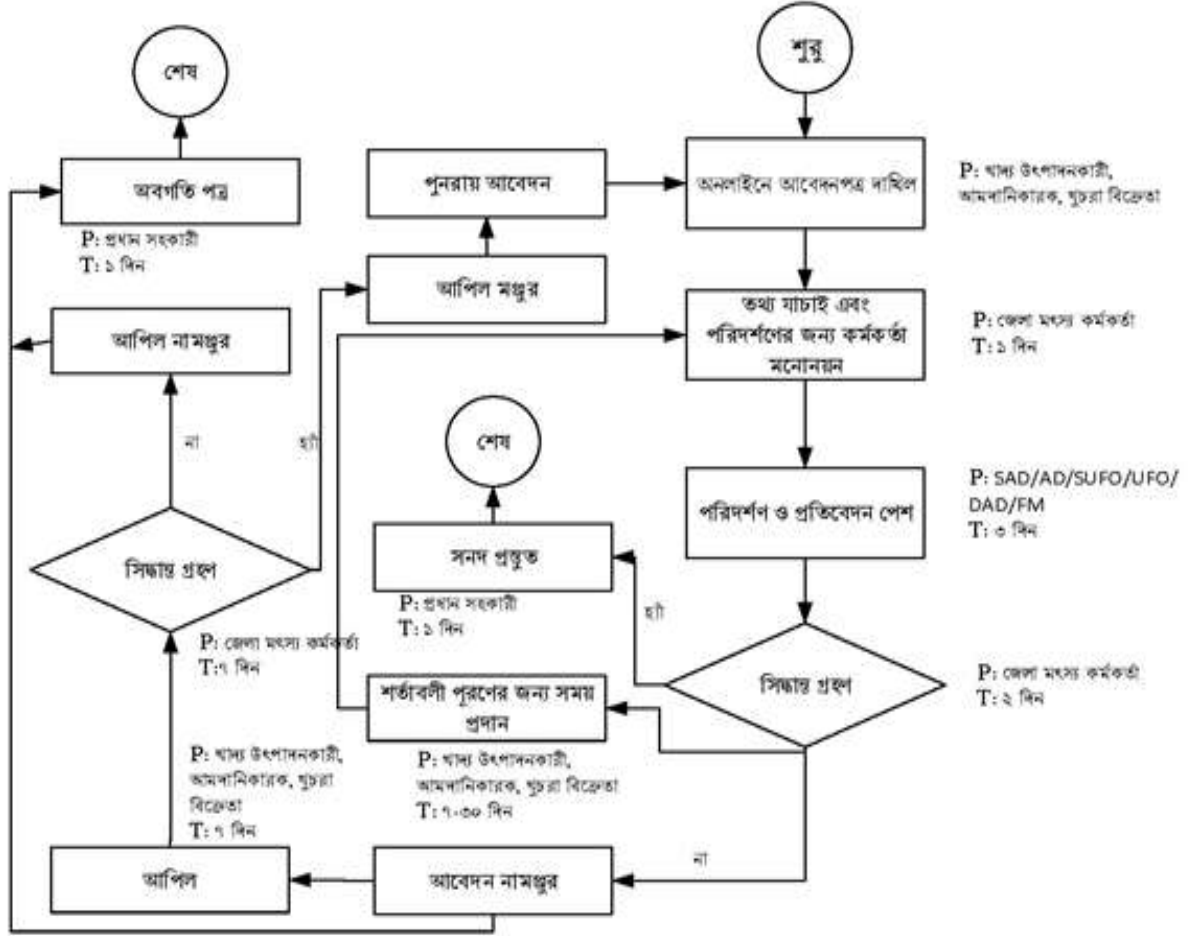 শুরু
অনলাইনে আবেদনপত্র দাখিল
P: খাদ্য উৎপাদনকারী,
আমদানিকারক, খুচরা বিক্রেতা
তথ্য যাচাই এবং
পরিদর্শণের জন্য কর্মকর্তা
মনোনয়ন
P: জেলা মৎস্য কর্মকর্তা
T: ১ দিন
পরিদর্শণ ও প্রতিবেদন পেশ
P: SAD/AD/SUFO/UFO/
DAD/FM
T: ৩ দিন
সিদ্ধান্ত গ্রহণ
P: জেলা মৎস্য কর্মকর্তা
T: ২ দিন
হ্যাঁ
সনদ প্রস্তুত
P: প্রধান সহকারী
T: ১ দিন
শেষ
শর্তাবলী পূরণের জন্য সময়
প্রদান
P: খাদ্য উৎপাদনকারী,
আমদানিকারক, খুচরা বিক্রেতা
T: ৭-৩০ দিন
না
আবেদন নামঞ্জুর
আপিল
P: খাদ্য উৎপাদনকারী,
আমদানিকারক, খুচরা
বিক্রেতা
T: ৭ দিন
সিদ্ধান্ত গ্রহণ
P: জেলা মৎস্য কর্মকর্তা
T:৭ দিন
হ্যাঁ
আপিল মঞ্জুর
পুনরায় আবেদন
না
আপিল নামঞ্জুর
অবগতি পত্র
P: প্রধান সহকারী
T: ১ দিন
শেষ